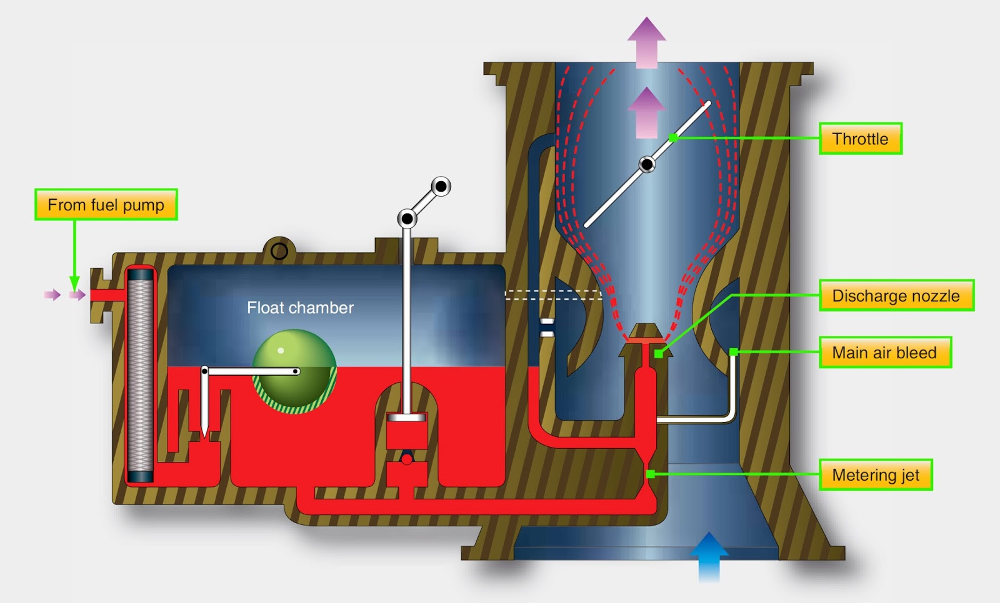 Throttle
From fuel pump
Float chamber
Discharge nozzle
Main air bleed
Metering jet